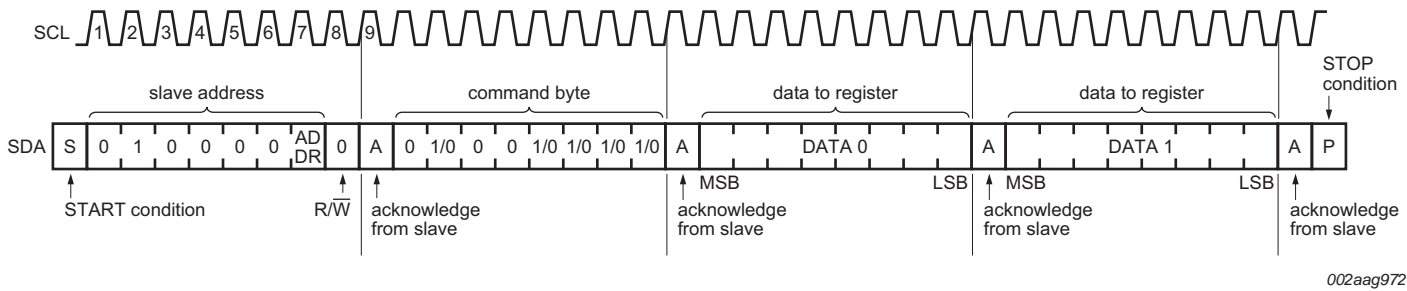 SCL 1 2 3 4 5 6 7 8 9
STOP
condition
slave address command byte data to register data to register
SDA S 0 1 0 0 0 0 AD DR 0 A 0 1/0 0 0 1/0 1/0 1/0 1/0 A DATA 0 A DATA 1 A P
MSB LSB MSB LSB
START condition R/W̅ acknowledge
from slave
acknowledge
from slave
acknowledge
from slave
acknowledge
from slave
002aag972